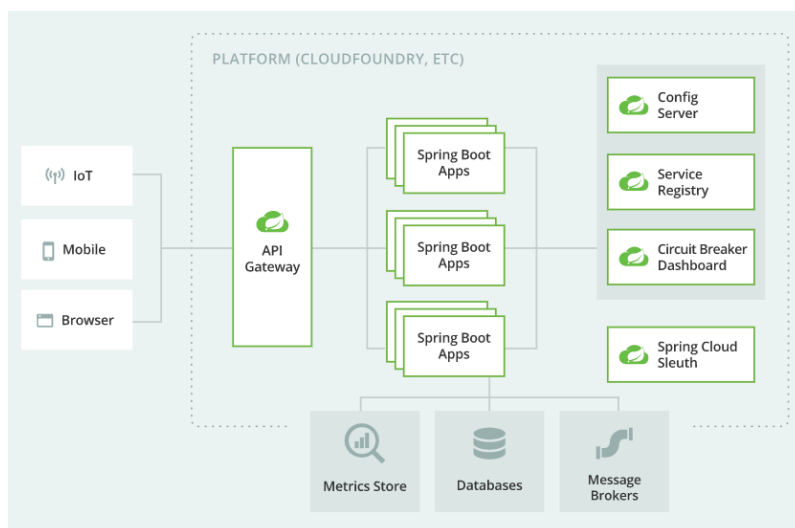 PLATFORM (CLOUDFOUNDRY, ETC)
IoT
Mobile
Browser
API
Gateway
Spring Boot
Apps
Spring Boot
Apps
Spring Boot
Apps
Config
Server
Service
Registry
Circuit Breaker
Dashboard
Spring Cloud
Sleuth
Metrics Store
Databases
Message
Brokers